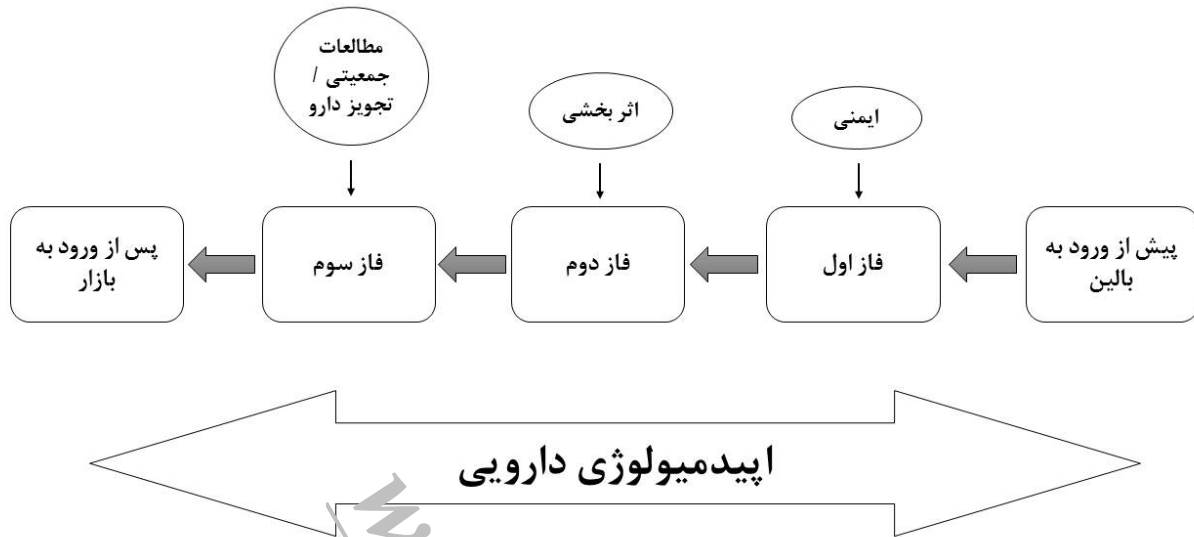 مطالعات
جمعیتی /
تجویز دارو
اثر بخشی
ایمنی
پیش از ورود به
بالین
فاز اول
فاز دوم
فاز سوم
پس از ورود به
بازار
اپیدمیولوژی دارویی